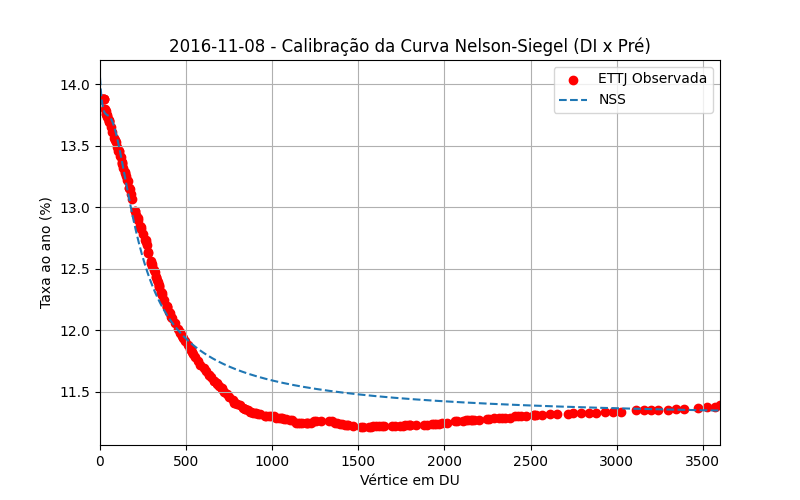 2016-11-08 - Calibração da Curva Nelson-Siegel (DI x Pré)
ETTJ Observada
NSS
Taxa ao ano (%)
14.0
13.5
13.0
12.5
12.0
11.5
0 500 1000 1500 2000 2500 3000 3500
Vértice em DU